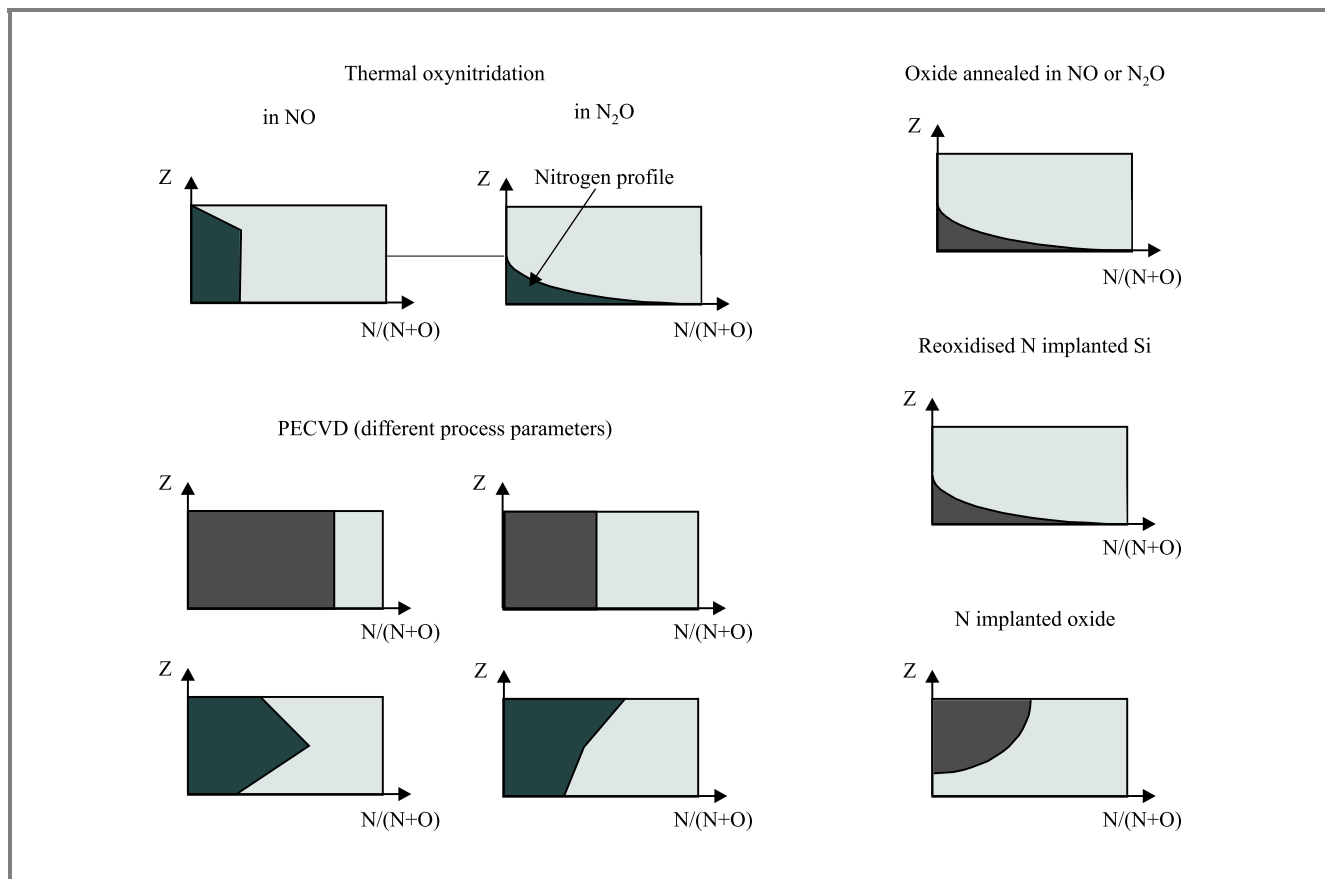 Thermal oxynitridation
in NO
in N₂O
Z
N/(N+O)
Z
Nitrogen profile
N/(N+O)
PECVD (different process parameters)
Z
N/(N+O)
Z
N/(N+O)
Z
N/(N+O)
Z
N/(N+O)
Oxide annealed in NO or N₂O
Z
N/(N+O)
Reoxidised N implanted Si
Z
N/(N+O)
N implanted oxide
Z
N/(N+O)